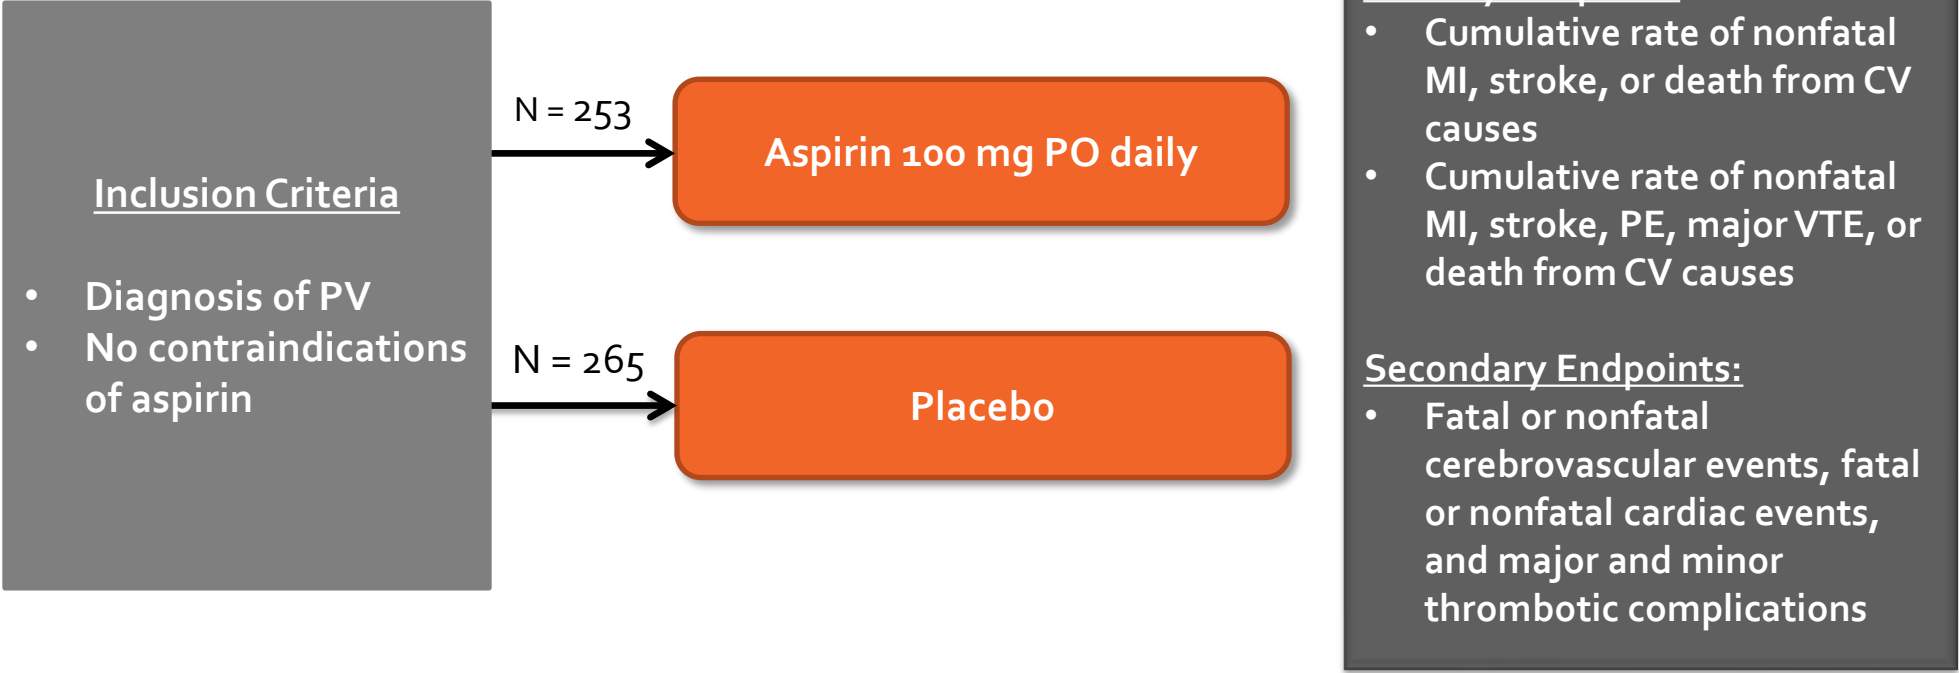 Inclusion Criteria
• Diagnosis of PV
• No contraindications
of aspirin
N = 253
Aspirin 100 mg PO daily
N = 265
Placebo
• Cumulative rate of nonfatal
MI, stroke, or death from CV
causes
• Cumulative rate of nonfatal
MI, stroke, PE, major VTE, or
death from CV causes
Secondary Endpoints:
• Fatal or nonfatal
cerebrovascular events, fatal
or nonfatal cardiac events,
and major and minor
thrombotic complications